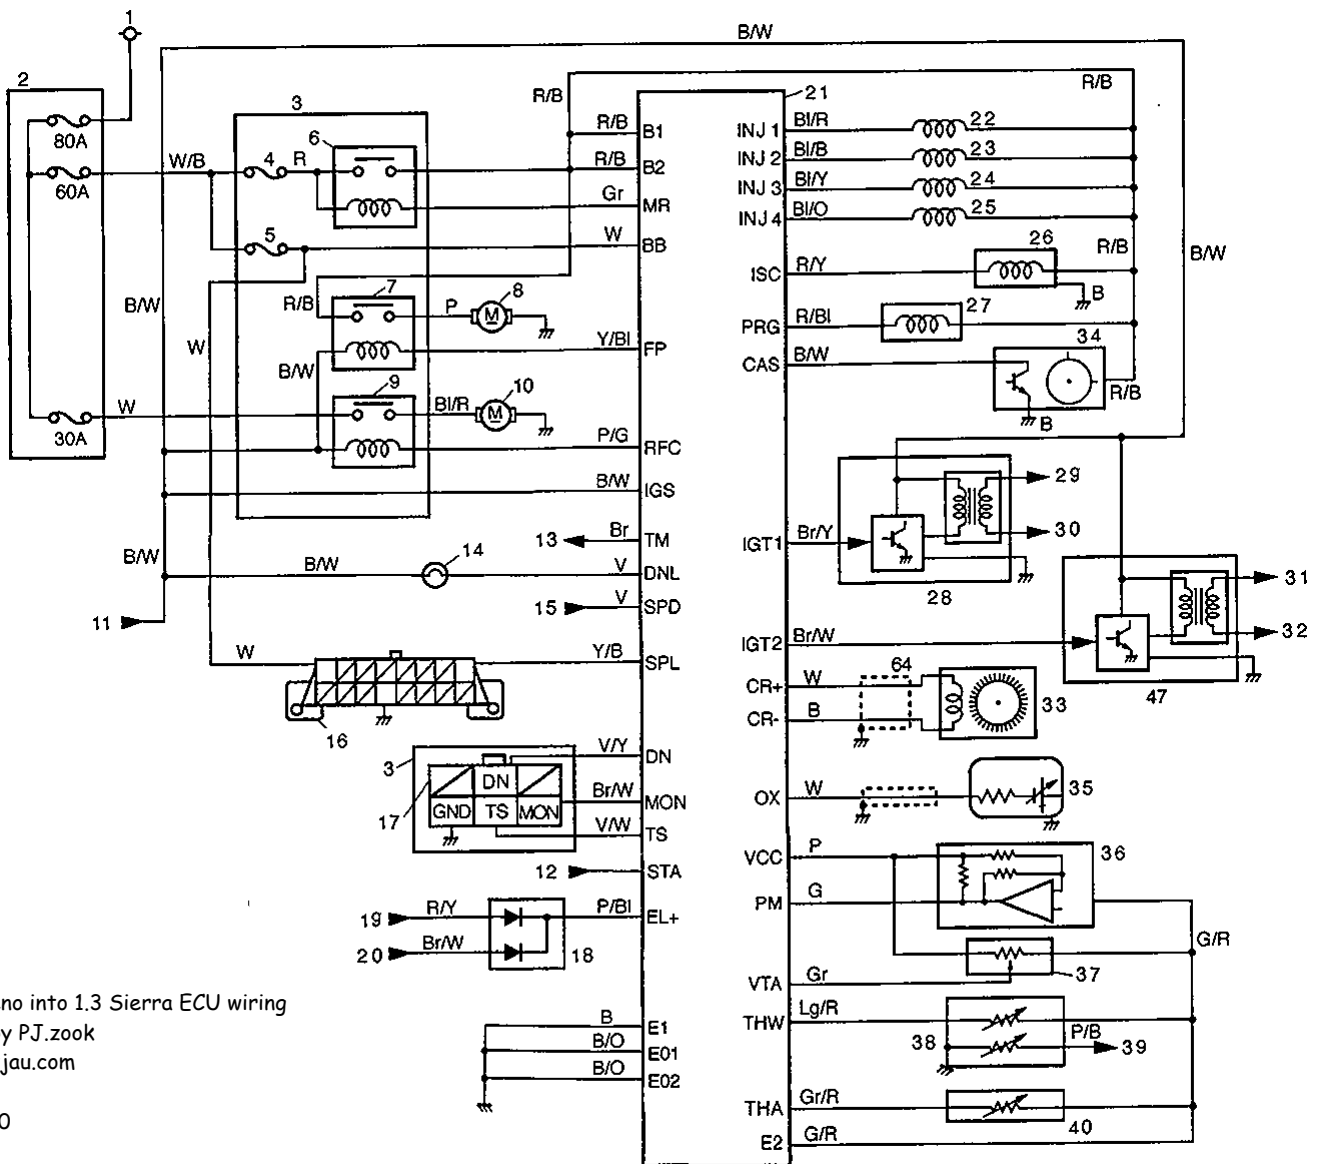 1
B/W
2
R/B
R/B
21
80A
3
R/B
B1
INJ 1
Bl/R
22
6
W/B
4
R
R/B
B2
INJ 2
Bl/B
23
60A
Gr
MR
INJ 3
Bl/Y
24
5
W
BB
INJ 4
Bl/O
25
26
R/B
B/W
ISC
R/Y
B
B/W
R/B
7
P
8
M
PRG
R/Bl
27
W
Y/Bl
FP
CAS
B/W
34
B/W
R/B
B
9
10
W
Bl/R
M
30A
P/G
RFC
B/W
IGS
29
13
Br
TM
IGT1
Br/Y
30
B/W
B/W
14
V
DNL
28
31
11
15
V
SPD
IGT2
Br/W
32
W
Y/B
SPL
64
CR+
W
47
33
CR-
B
16
3
V/Y
DN
DN
17
GND
TS
MON
Br/W
MON
OX
W
35
V/W
TS
12
STA
VCC
P
36
PM
G
19
R/Y
P/Bl
EL+
20
Br/W
18
G/R
VTA
Gr
37
no into 1.3 Sierra ECU wiring
y PJ.zook
jau.com
0
B
E1
THW
Lg/R
B/O
E01
38
P/B
39
B/O
E02
THA
Gr/R
40
E2
G/R